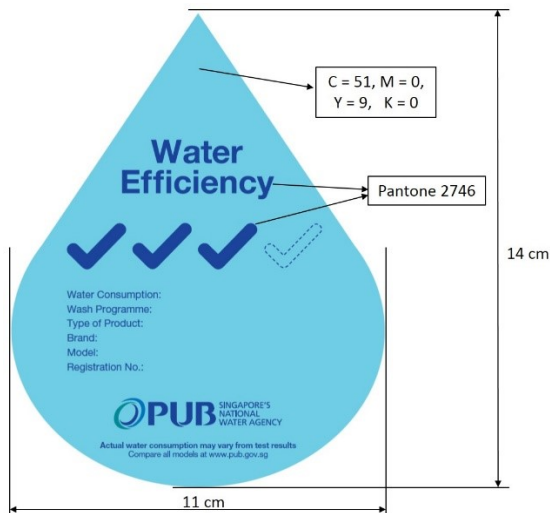 C = 51, M = 0,
Y = 9, K = 0
Water
Efficiency
Pantone 2746
14 cm
Water Consumption:
Wash Programme:
Type of Product:
Brand:
Model:
Registration No.:
PUB
SINGAPORE'S
NATIONAL
WATER AGENCY
Actual water consumption may vary from test results
Compare all models at www.pub.gov.sg
11 cm